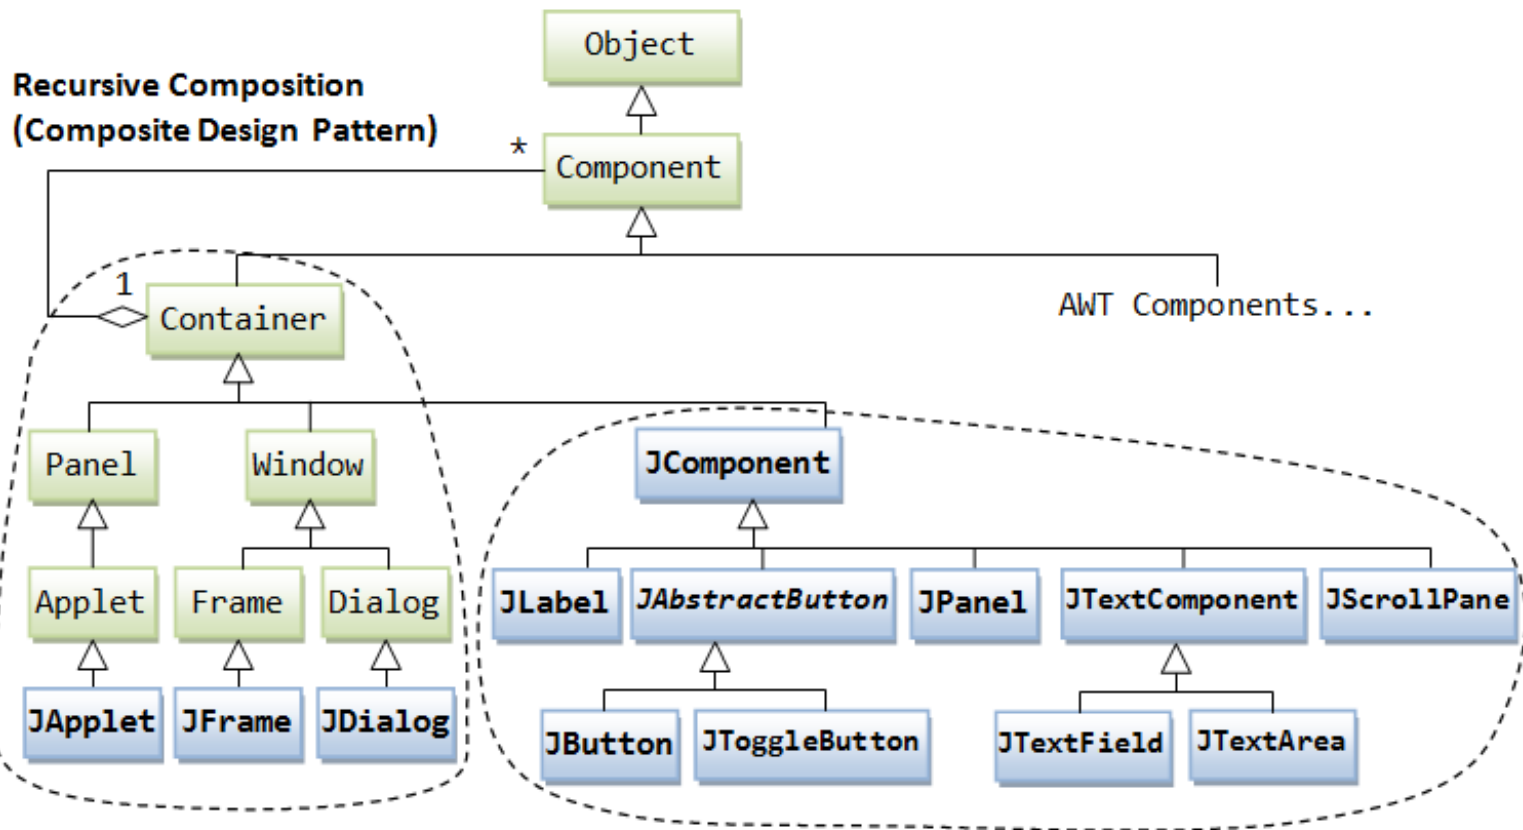 Object
Recursive Composition
(Composite Design Pattern)
*
Component
1
Container
AWT Components...
Panel
Window
JComponent
Applet
Frame
Dialog
JLabel
JAbstractButton
JPanel
JTextComponent
JScrollPane
JApplet
JFrame
JDialog
JButton
JToggleButton
JTextField
JTextArea